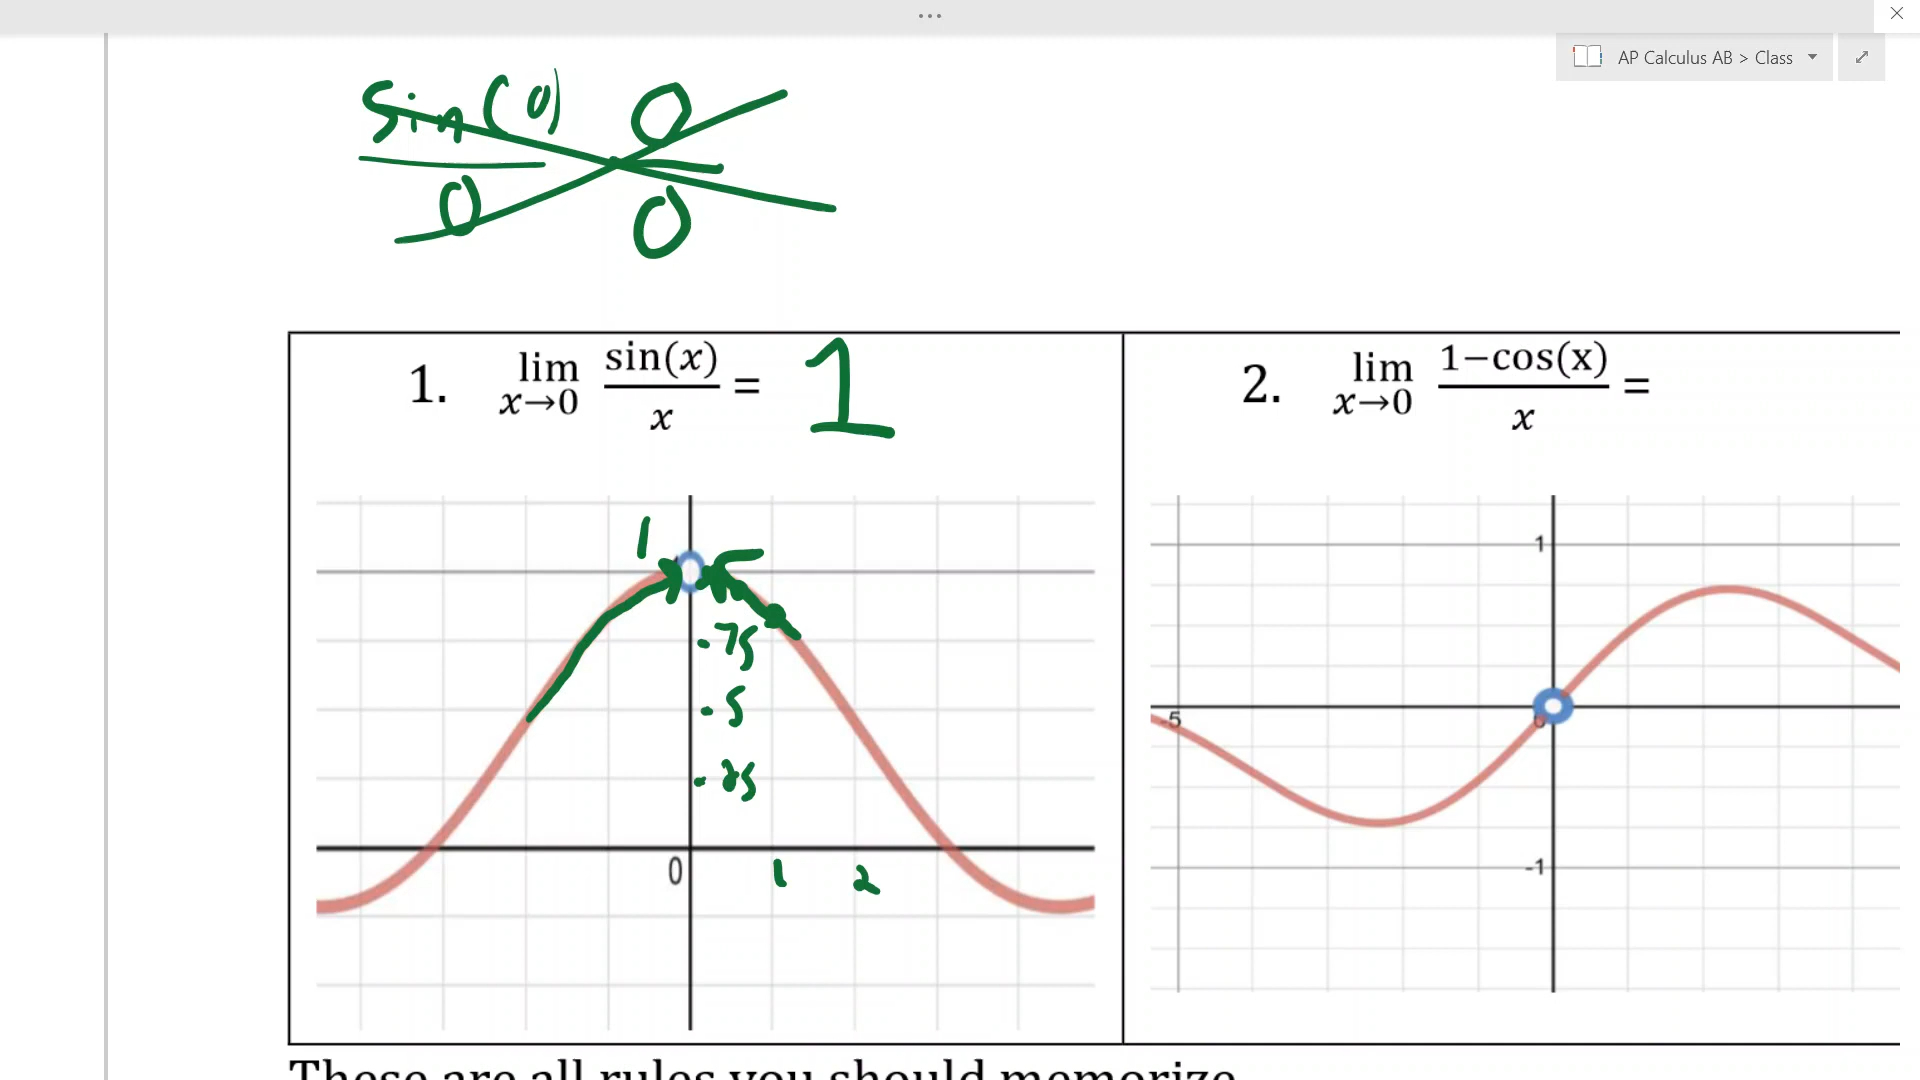 AP Calculus AB > Class
sin(0) 0
0 0
1. lim x→0 sin(x)/x = 1
2. lim x→0 1−cos(x)/x =
1
.75
.5
.25
0 1 2
1
-5 0
-1
These are all rules you should memorize